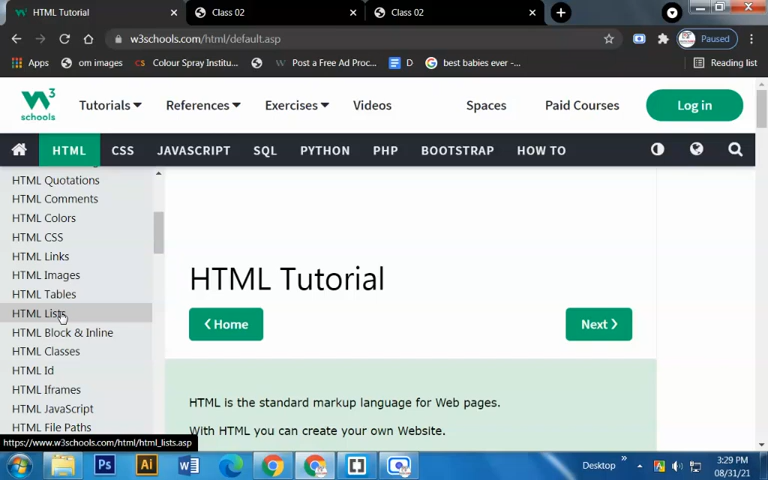 HTML Tutorial
Class 02
Class 02
w3schools.com/html/default.asp
Paused
Apps
om images
Colour Spray Institu...
Post a Free Ad Proc...
D
best babies ever -...
Reading list
W3
schools
Tutorials
References
Exercises
Videos
Spaces
Paid Courses
Log in
HTML
CSS
JAVASCRIPT
SQL
PYTHON
PHP
BOOTSTRAP
HOW TO
HTML Quotations
HTML Comments
HTML Colors
HTML CSS
HTML Links
HTML Images
HTML Tables
HTML Lists
HTML Block & Inline
HTML Classes
HTML Id
HTML Iframes
HTML JavaScript
HTML File Paths
HTML Tutorial
❮ Home
Next ❯
HTML is the standard markup language for Web pages.
With HTML you can create your own Website.
https://www.w3schools.com/html/html_lists.asp
Ps
Ai
W
Desktop
3:29 PM
08/31/21